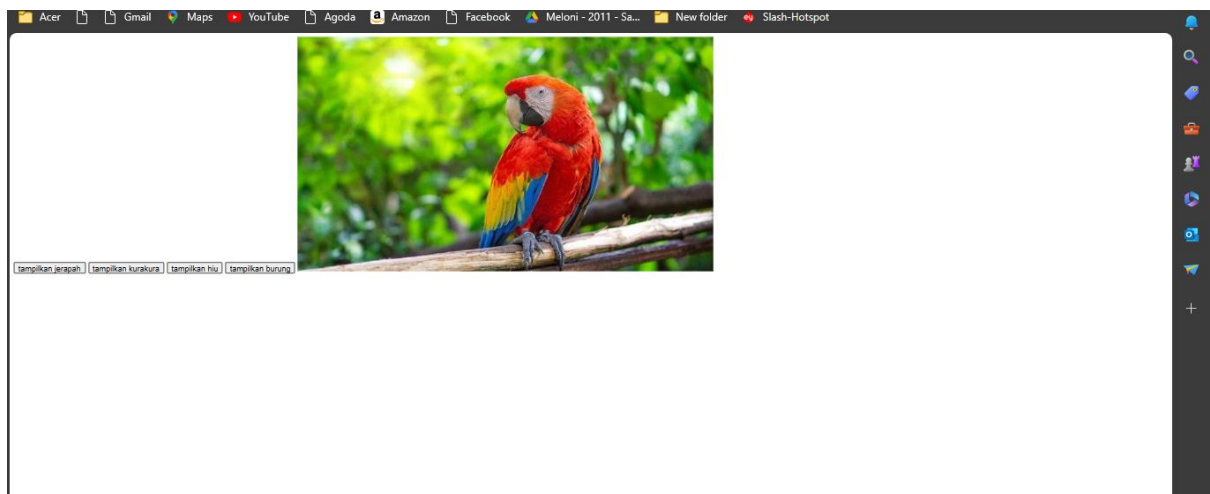 Acer Gmail Maps YouTube Agoda a Amazon Facebook Meloni - 2011 - Sa... New folder Slash-Hotspot
tampilkan jerapah tampilkan kurakura tampilkan hiu tampilkan burung